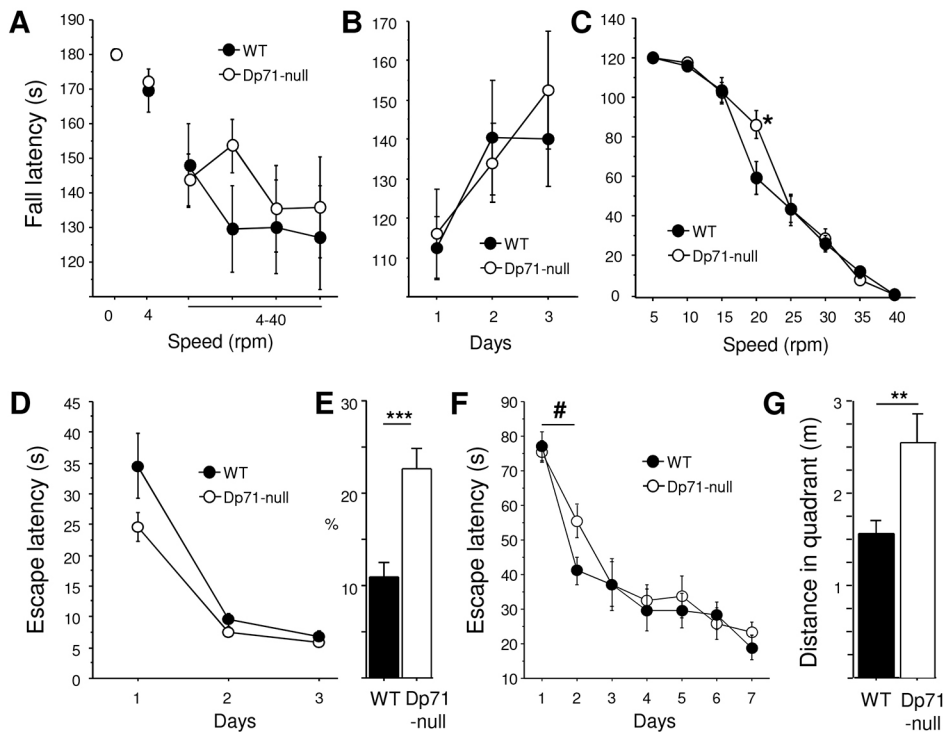 A
Fall latency (s)
190
180
170
160
150
140
130
120
WT
Dp71-null
0
4
4-40
Speed (rpm)
B
170
160
150
140
130
120
110
WT
Dp71-null
1 2 3
Days
C
140
120
100
80
60
40
20
0
*
WT
Dp71-null
5 10 15 20 25 30 35 40
Speed (rpm)
D
Escape latency (s)
45
40
35
30
25
20
15
10
5
0
WT
Dp71-null
1 2 3
Days
E
30
20
10
%
***
WT Dp71
-null
F
Escape latency (s)
90
80
70
60
50
40
30
20
10
#
WT
Dp71-null
1 2 3 4 5 6 7
Days
G
Distance in quadrant (m)
3
2
1
**
WT Dp71
-null